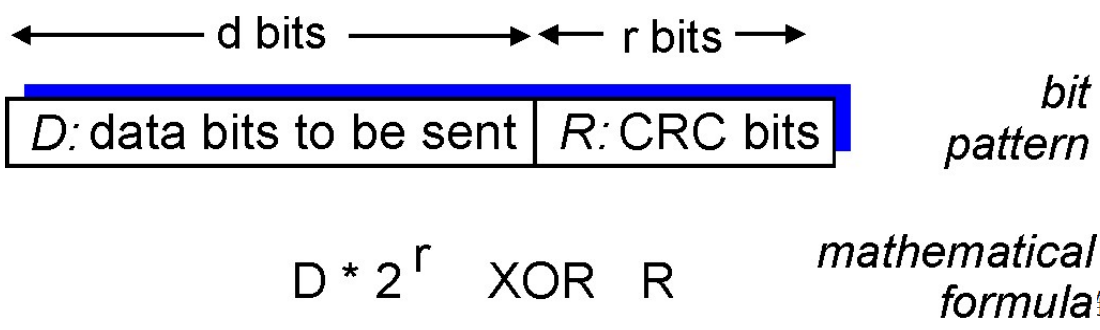 d bits r bits
D: data bits to be sent R: CRC bits
bit
pattern
D * 2^r XOR R
mathematical
formula